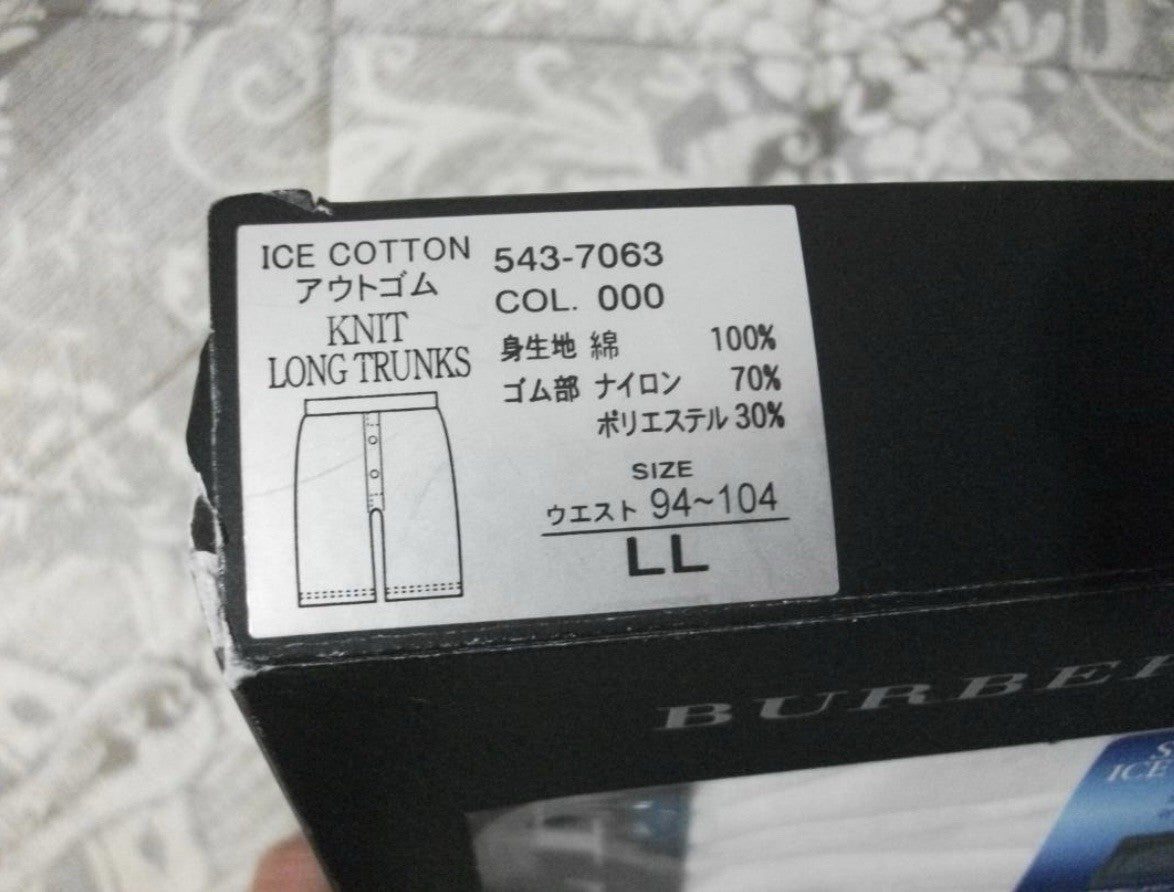 ICE COTTON
アウトゴム
KNIT
LONG TRUNKS
543-7063
COL. 000
身生地 綿 100%
ゴム部 ナイロン 70%
ポリエステル 30%
SIZE
ウエスト 94~104
LL
ICE